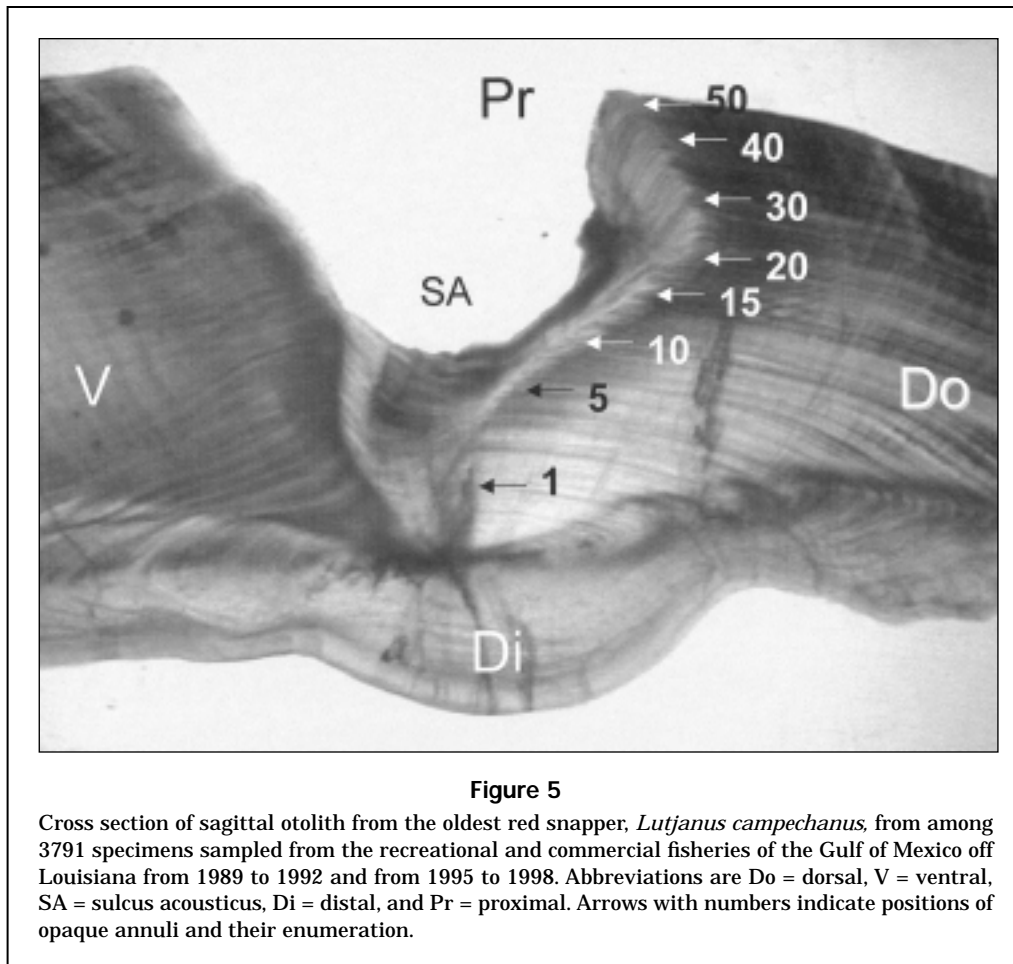 Pr
50
40
30
20
SA
15
10
V
Do
5
1
Di
Figure 5
Cross section of sagittal otolith from the oldest red snapper, Lutjanus campechanus, from among
3791 specimens sampled from the recreational and commercial fisheries of the Gulf of Mexico off
Louisiana from 1989 to 1992 and from 1995 to 1998. Abbreviations are Do = dorsal, V = ventral,
SA = sulcus acousticus, Di = distal, and Pr = proximal. Arrows with numbers indicate positions of
opaque annuli and their enumeration.